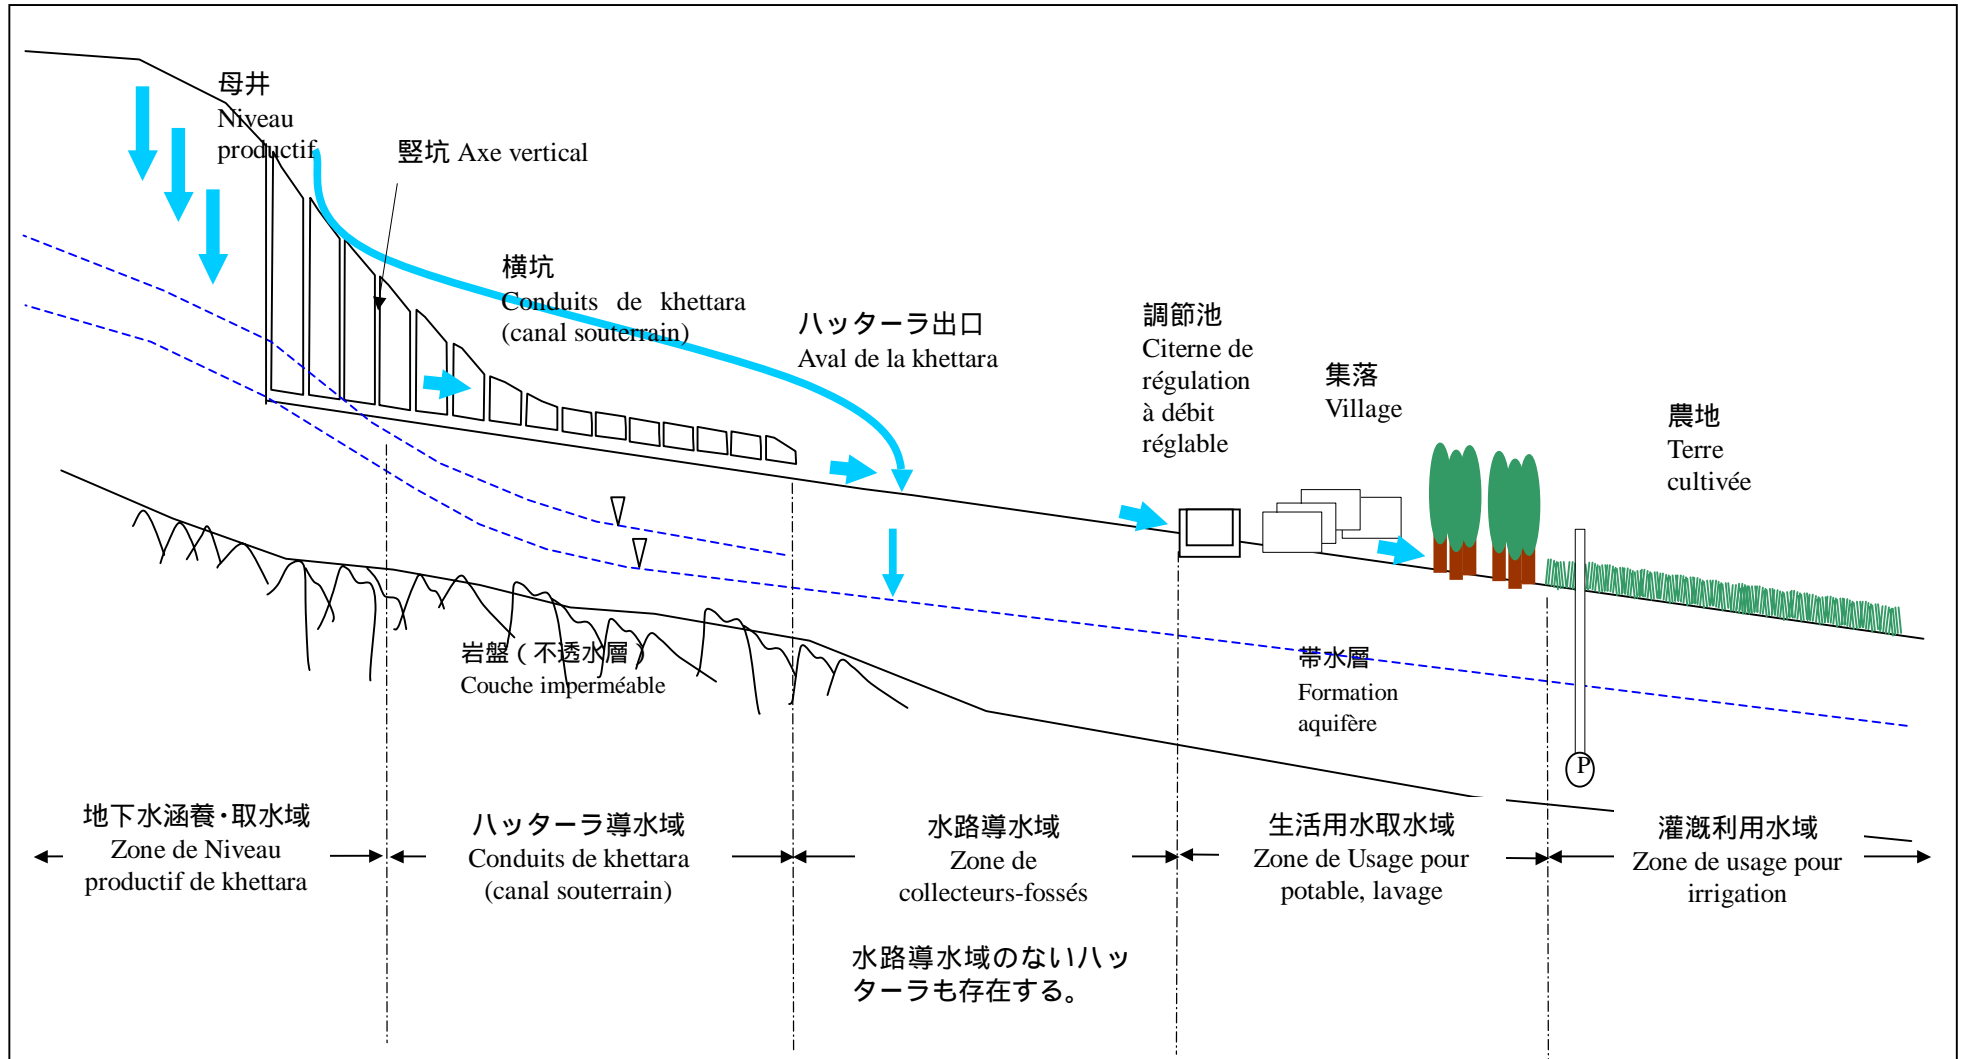 母井
Niveau
productif
竪坑 Axe vertical
横坑
Conduits de khettara
(canal souterrain)
ハッターラ出口
Aval de la khettara
調節池
Citerne de
régulation
à débit
réglable
集落
Village
農地
Terre
cultivée
岩盤（不透水層）
Couche imperméable
帯水層
Formation
aquifère
P
地下水涵養・取水域
Zone de Niveau
productif de khettara
ハッターラ導水域
Conduits de khettara
(canal souterrain)
水路導水域
Zone de
collecteurs-fossés
生活用水取水域
Zone de Usage pour
potable, lavage
灌漑利用水域
Zone de usage pour
irrigation
水路導水域のないハッ
ターラも存在する。